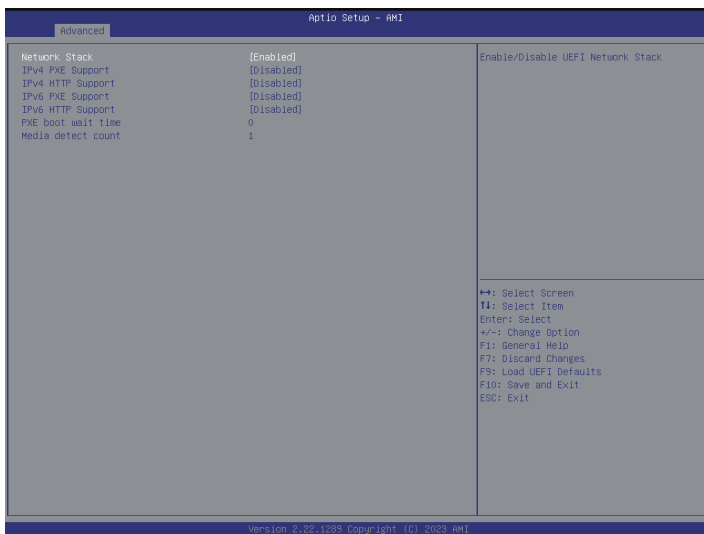 Aptio Setup – AMI
Advanced
Network Stack [Enabled]
IPv4 PXE Support [Disabled]
IPv4 HTTP Support [Disabled]
IPv6 PXE Support [Disabled]
IPv6 HTTP Support [Disabled]
PXE boot wait time 0
Media detect count 1
Enable/Disable UEFI Network Stack
↔: Select Screen
↑↓: Select Item
Enter: Select
+/-: Change Option
F1: General Help
F7: Discard Changes
F9: Load UEFI Defaults
F10: Save and Exit
ESC: Exit
Version 2.22.1289 Copyright (C) 2023 AMI